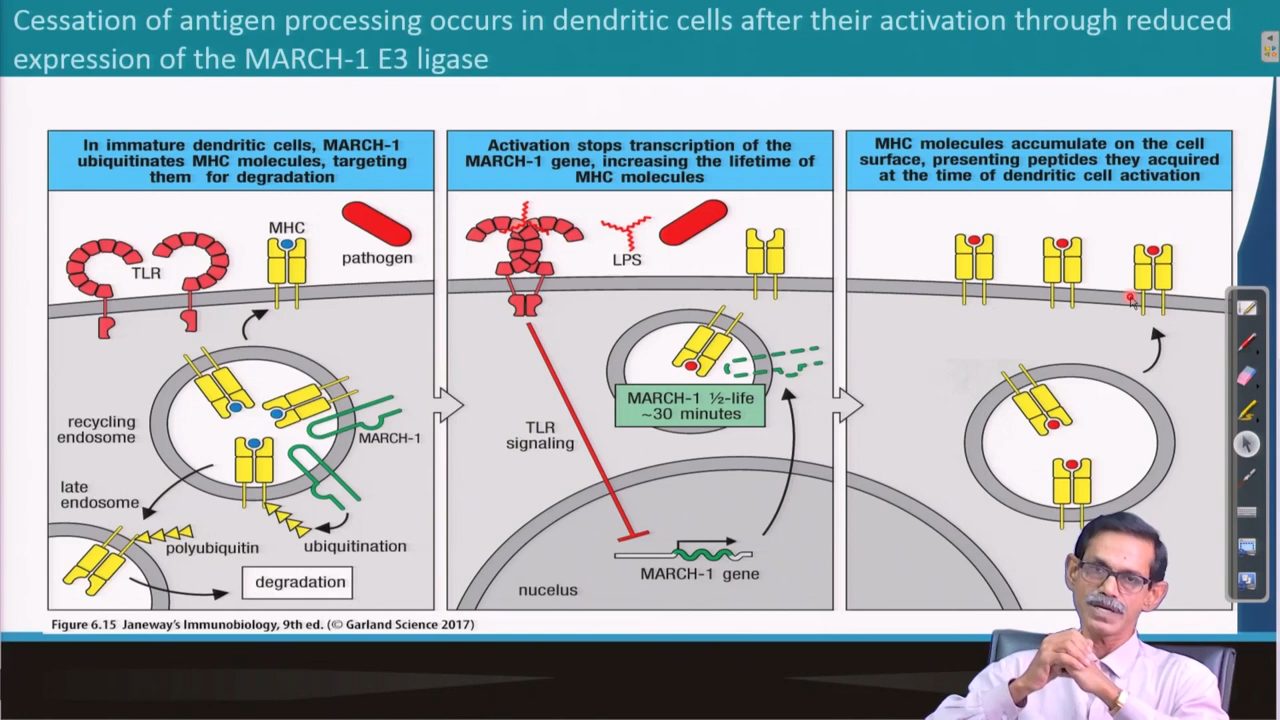 Cessation of antigen processing occurs in dendritic cells after their activation through reduced
expression of the MARCH-1 E3 ligase
In immature dendritic cells, MARCH-1
ubiquitinates MHC molecules, targeting
them for degradation
MHC
TLR
pathogen
recycling
endosome
MARCH-1
late
endosome
polyubiquitin
ubiquitination
degradation
Activation stops transcription of the
MARCH-1 gene, increasing the lifetime of
MHC molecules
LPS
MARCH-1 ½-life
~30 minutes
TLR
signaling
MARCH-1 gene
nucelus
MHC molecules accumulate on the cell
surface, presenting peptides they acquired
at the time of dendritic cell activation
Figure 6.15 Janeway's Immunobiology, 9th ed. (© Garland Science 2017)